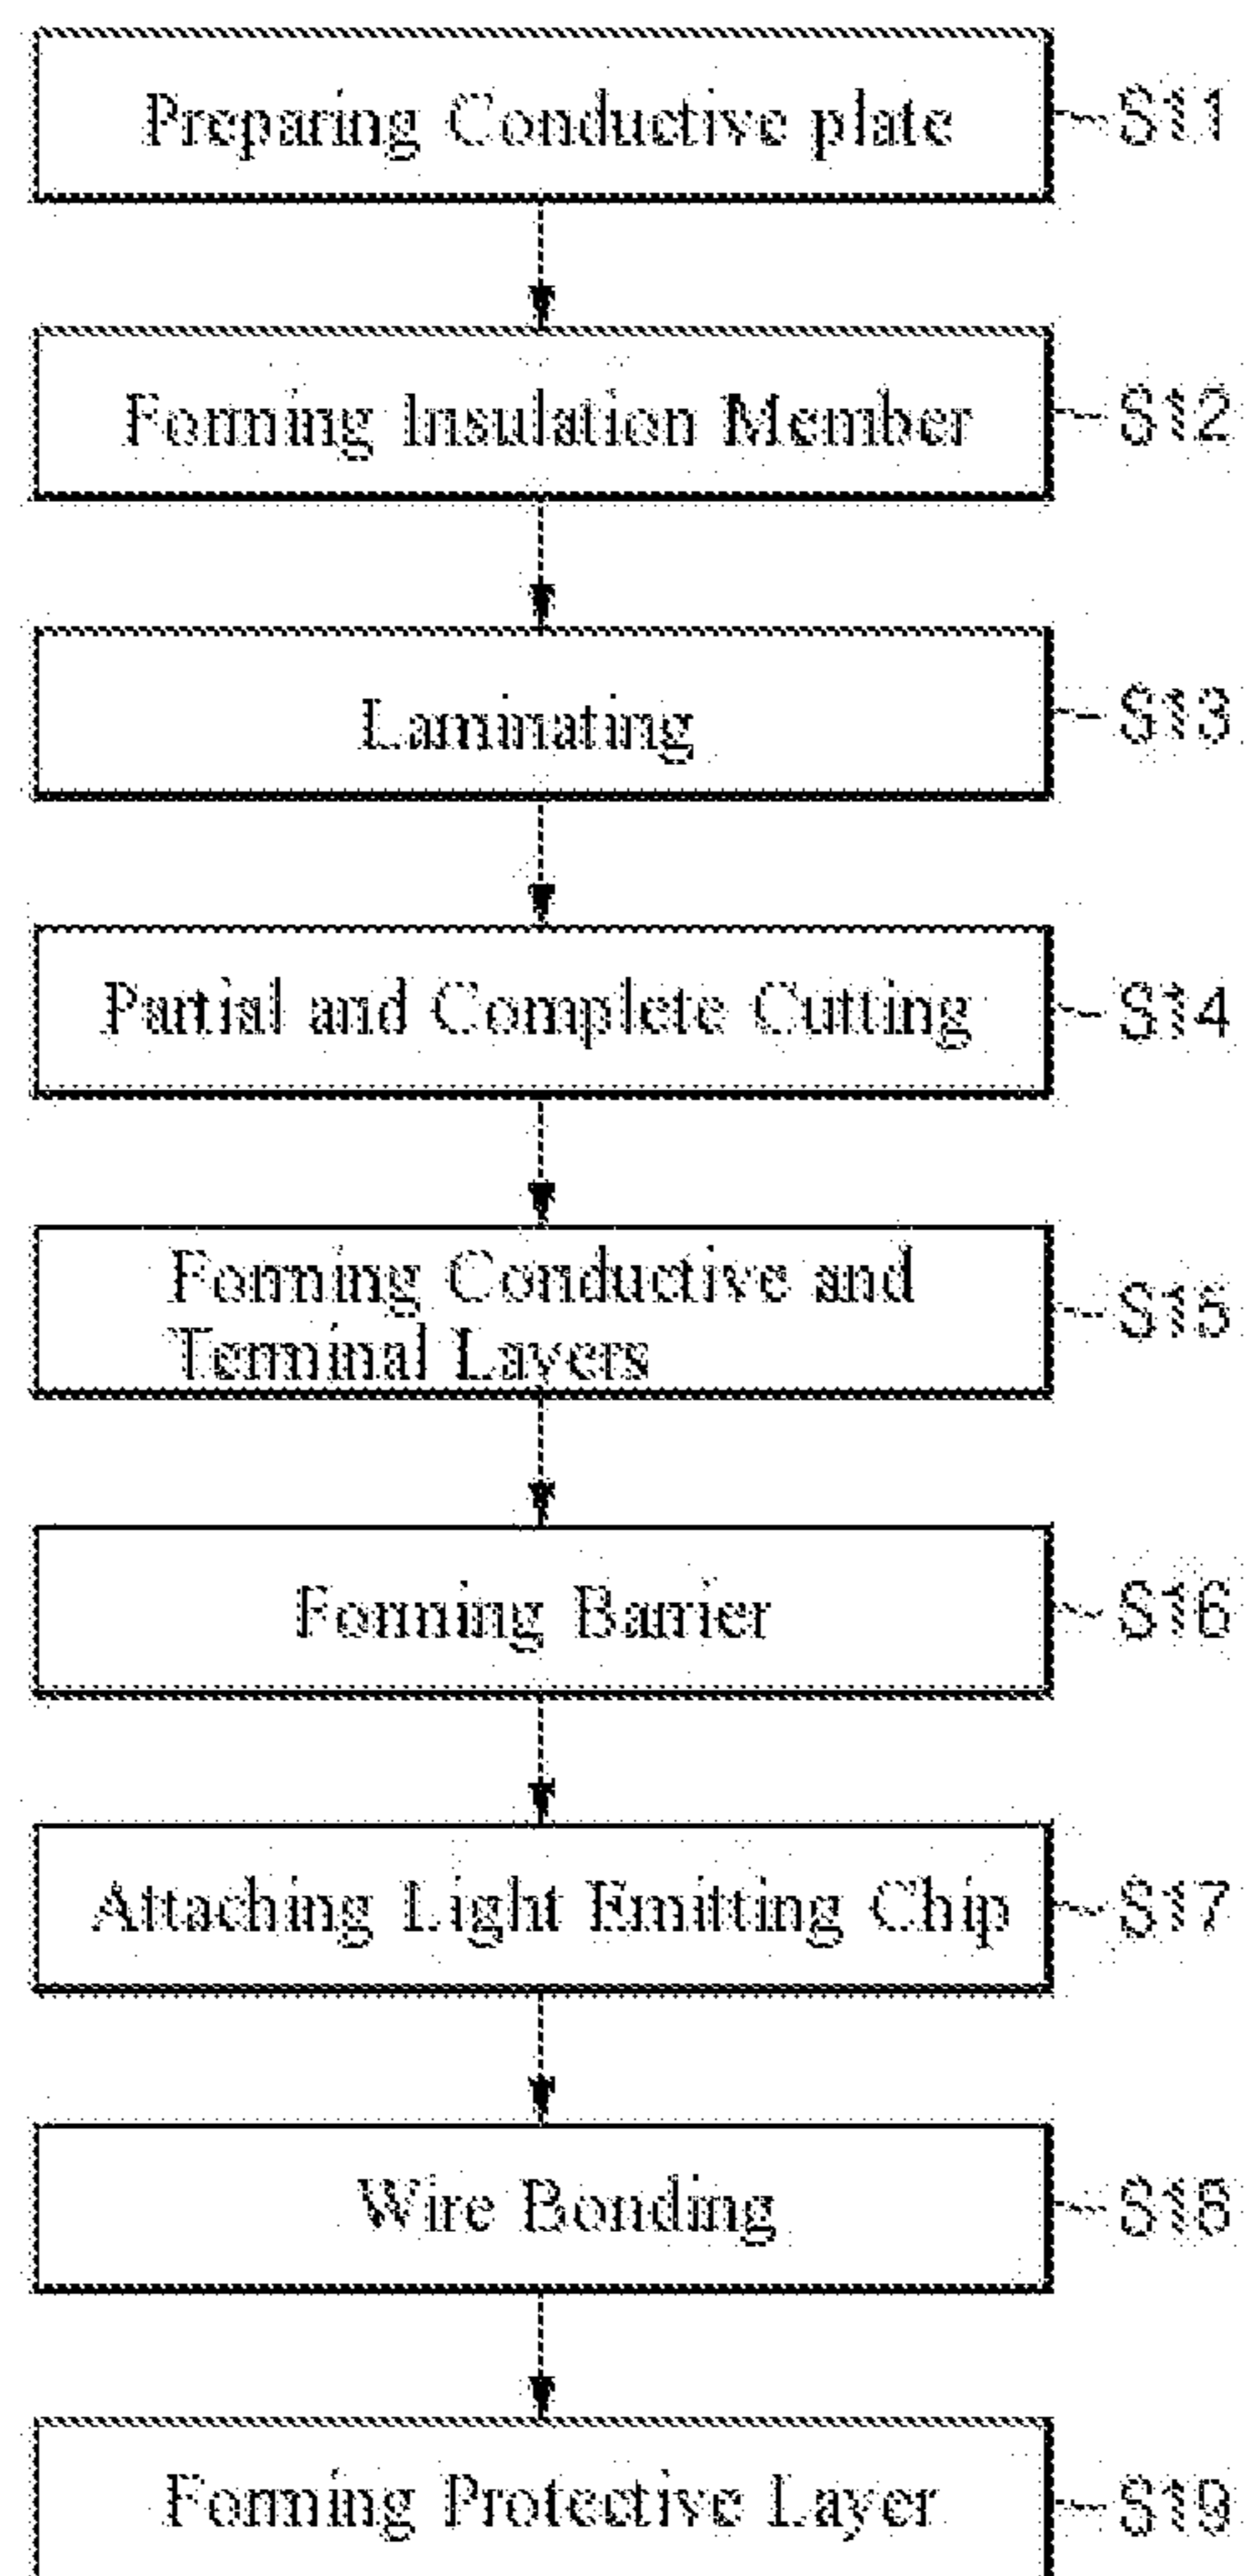 Preparing Conductive plate
S11
Forming Insulation Member
S12
Laminating
S13
Partial and Complete Cutting
S14
Forming Conductive and
Terminal Layers
S15
Forming Barrier
S16
Attaching Light Emitting Chip
S17
Wire Bonding
S18
Forming Protective Layer
S19